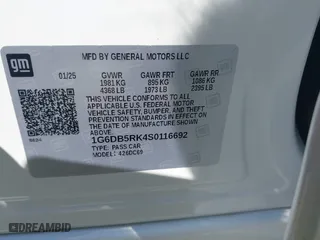 gm
MFD BY GENERAL MOTORS LLC
01/25 GVWR GAWR FRT GAWR RR
1981 KG 895 KG 1086 KG
4368 LB 1973 LB 2395 LB
THIS VEHICLE CONFORMS TO ALL
APPLICABLE U.S. FEDERAL MOTOR
VEHICLE SAFETY, BUMPER, AND THEFT
PREVENTION STANDARDS IN EFFECT ON
THE DATE OF MANUFACTURE SHOWN ABOVE.
1G6DB5RK4S0116692
TYPE: PASS CAR
MODEL: 426DC69
DREAMBID